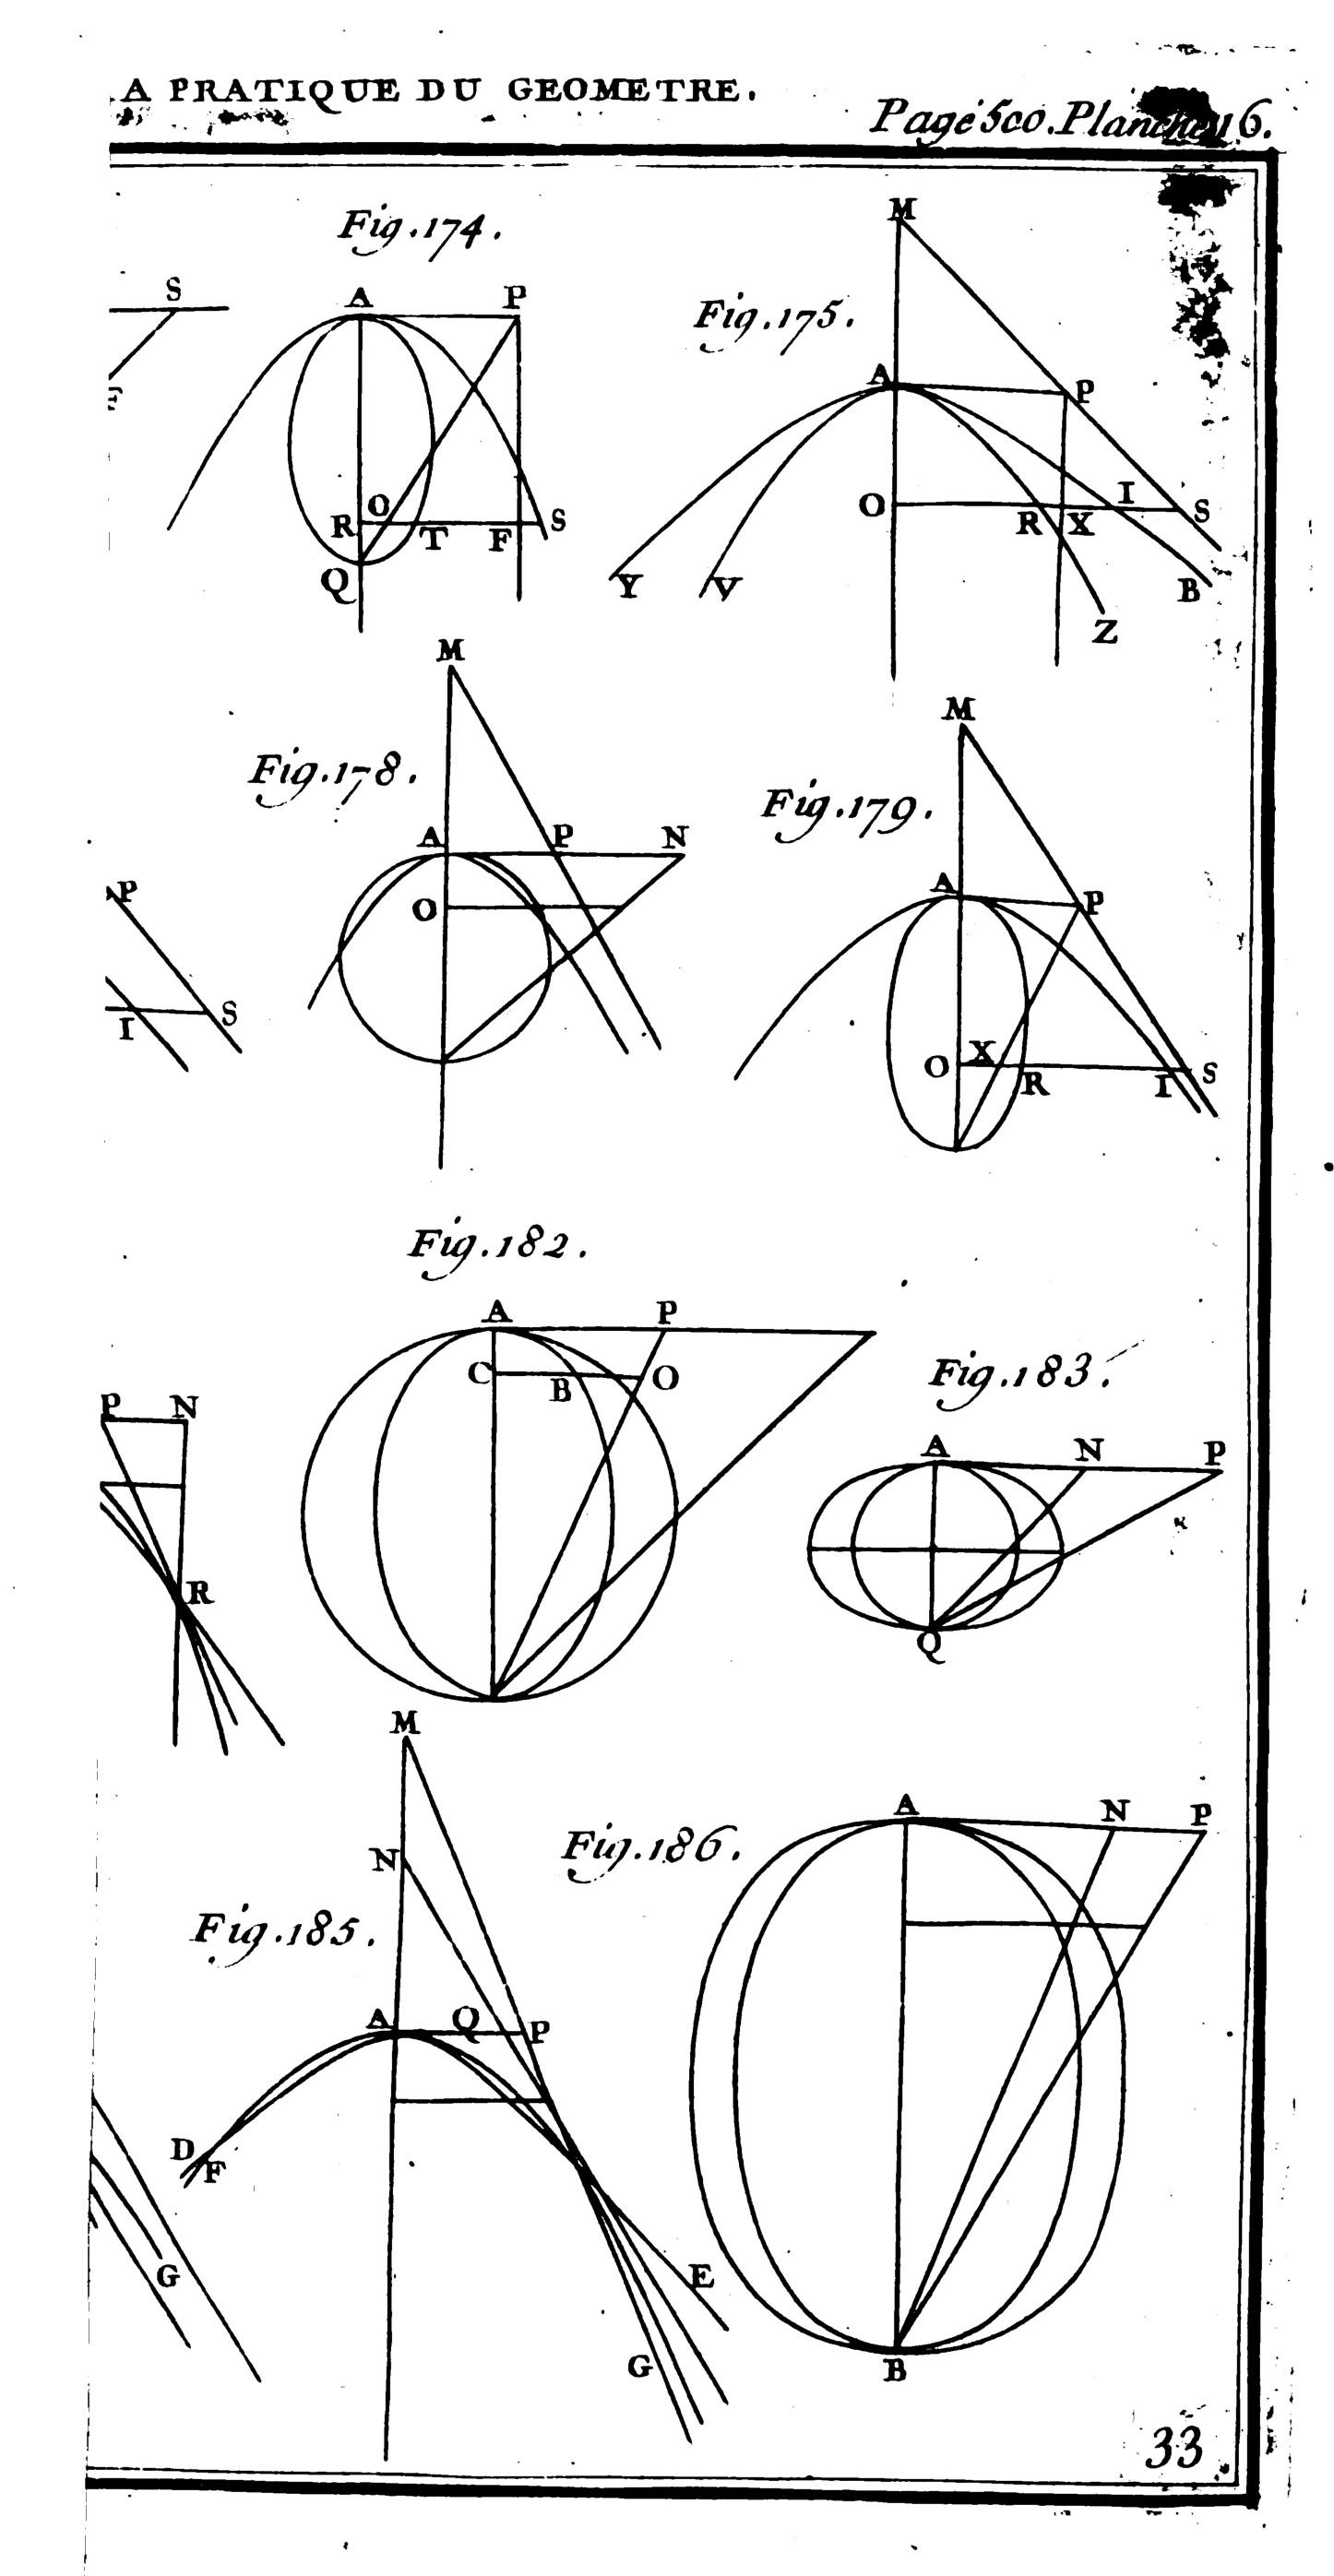 A PRATIQUE DU GEOMETRE.
Page 500. Planche 16.
Fig. 174.
S
A P
R O T F S
Q
Fig. 175.
M
A P
O R X I S
Y V B
Z
Fig. 178.
M
A P N
O
P
S
I
Fig. 179.
M
A P
O X R I S
Fig. 182.
A P
C B O
P N
R
Fig. 183.
A N P
Q
Fig. 185.
M
N
A Q P
D F
E
G
G
Fig. 186.
A N P
B
33